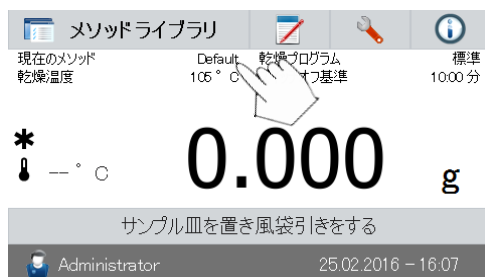 メソッドライブラリ
現在のメソッド Default 乾燥プログラム 標準
乾燥温度 105 ° C オフ基準 10:00 分
0.000 g
--° C
サンプル皿を置き風袋引きをする
Administrator 25.02.2016 - 16:07